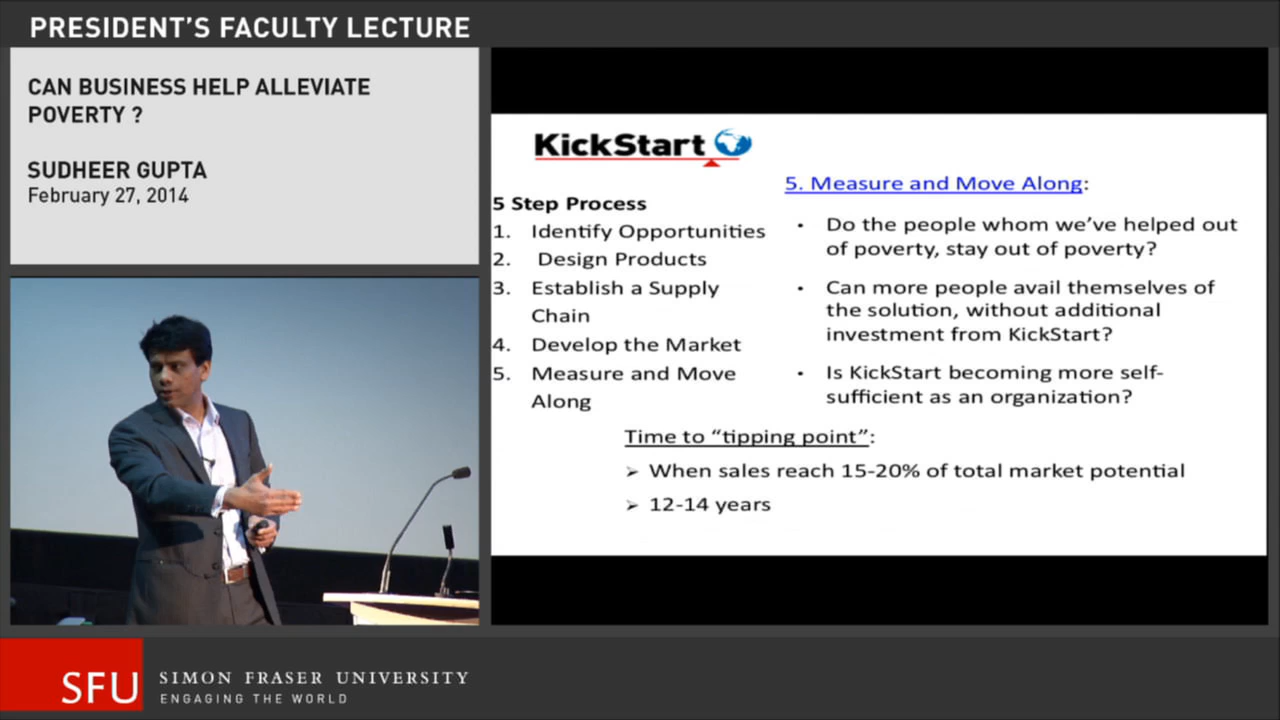 PRESIDENT'S FACULTY LECTURE
CAN BUSINESS HELP ALLEVIATE
POVERTY ?
SUDHEER GUPTA
February 27, 2014
KickStart
5 Step Process
1. Identify Opportunities
2. Design Products
3. Establish a Supply
Chain
4. Develop the Market
5. Measure and Move
Along
5. Measure and Move Along:
• Do the people whom we've helped out
of poverty, stay out of poverty?
• Can more people avail themselves of
the solution, without additional
investment from KickStart?
• Is KickStart becoming more self-
sufficient as an organization?
Time to “tipping point”:
➢ When sales reach 15-20% of total market potential
➢ 12-14 years
SFU
SIMON FRASER UNIVERSITY
ENGAGING THE WORLD